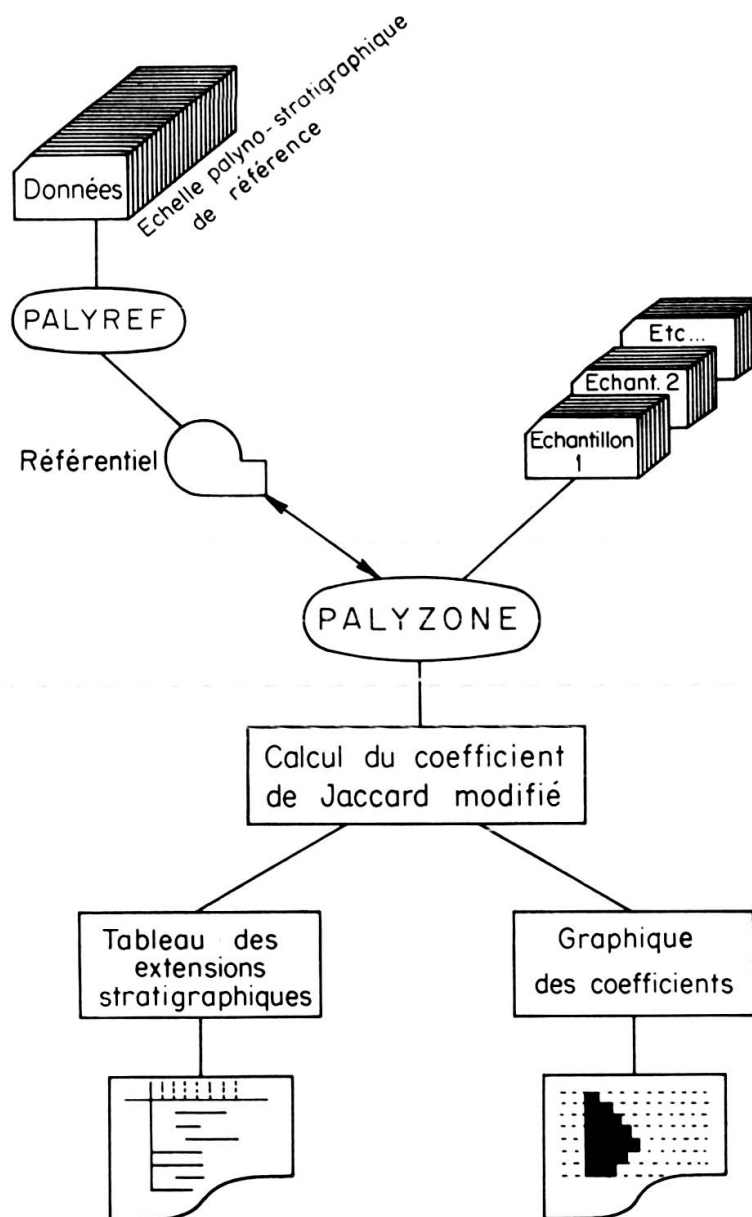 Données
Echelle palyno-stratigraphique
de référence
PALYREF
Référentiel
Etc...
Echant. 2
Echantillon
1
PALYZONE
Calcul du coefficient
de Jaccard modifié
Tableau des
extensions
stratigraphiques
Graphique
des coefficients